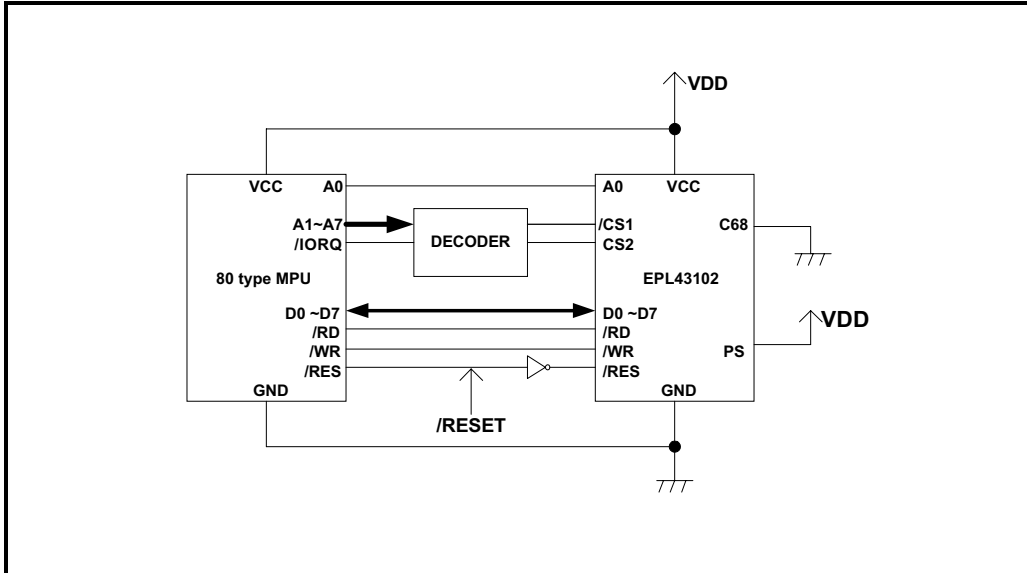 VDD
VCC
A0
A1~A7
/IORQ
80 type MPU
D0 ~D7
/RD
/WR
/RES
GND
DECODER
/RESET
A0
VCC
/CS1
CS2
C68
EPL43102
D0 ~D7
/RD
/WR
/RES
PS
GND
VDD